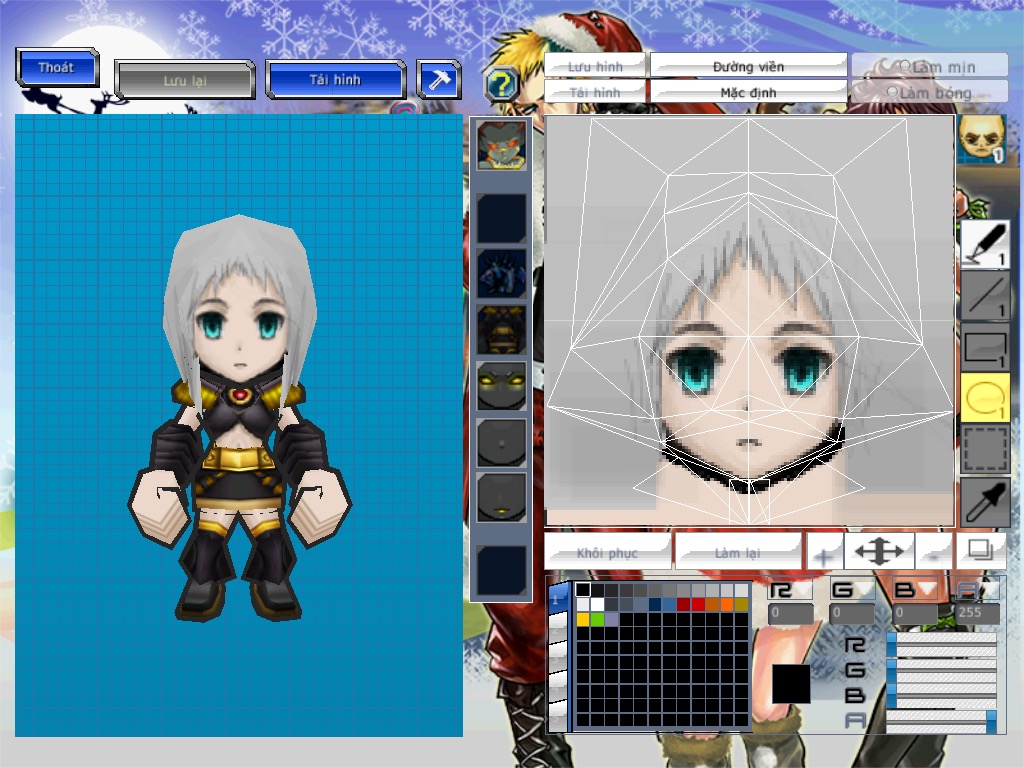 Thoát
Lưu lại
Tải hình
?
Lưu hình
Đường viền
Làm mịn
Tải hình
Mặc định
Làm bóng
1
1
1
1
1
Khôi phục
Làm lại
+
-
1
R
G
B
A
0
0
0
255
R
G
B
A